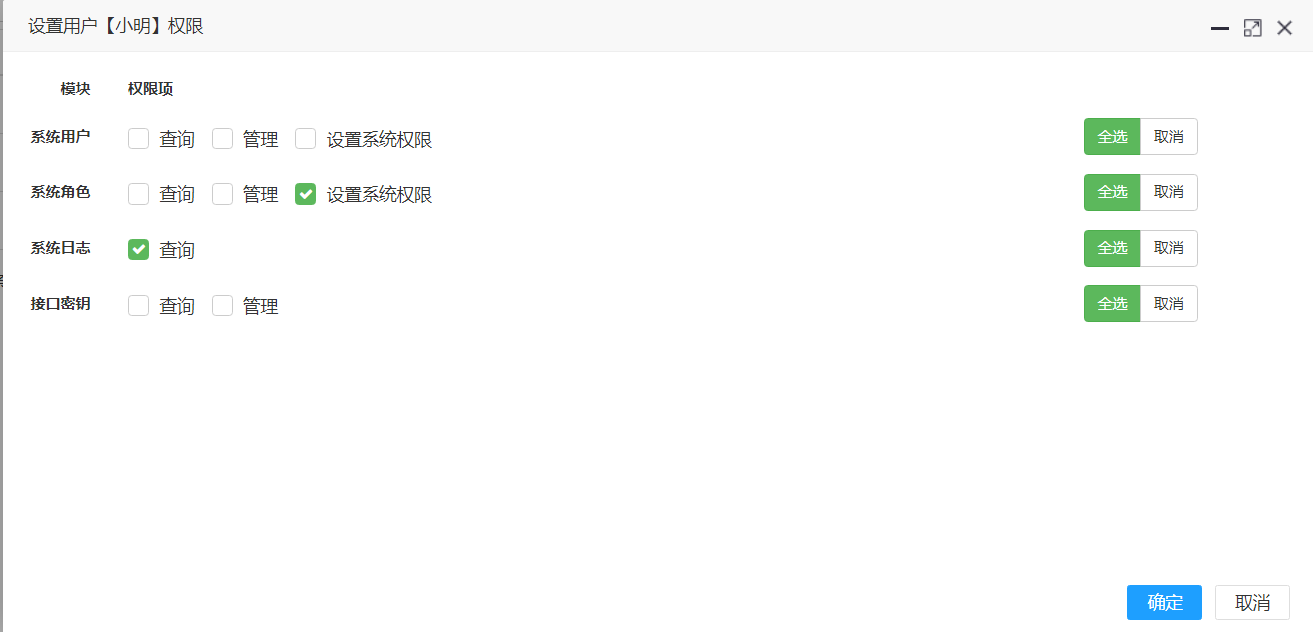 设置用户【小明】权限
模块 权限项
系统用户 查询 管理 设置系统权限 全选 取消
系统角色 查询 管理 设置系统权限 全选 取消
系统日志 查询 全选 取消
接口密钥 查询 管理 全选 取消
确定 取消